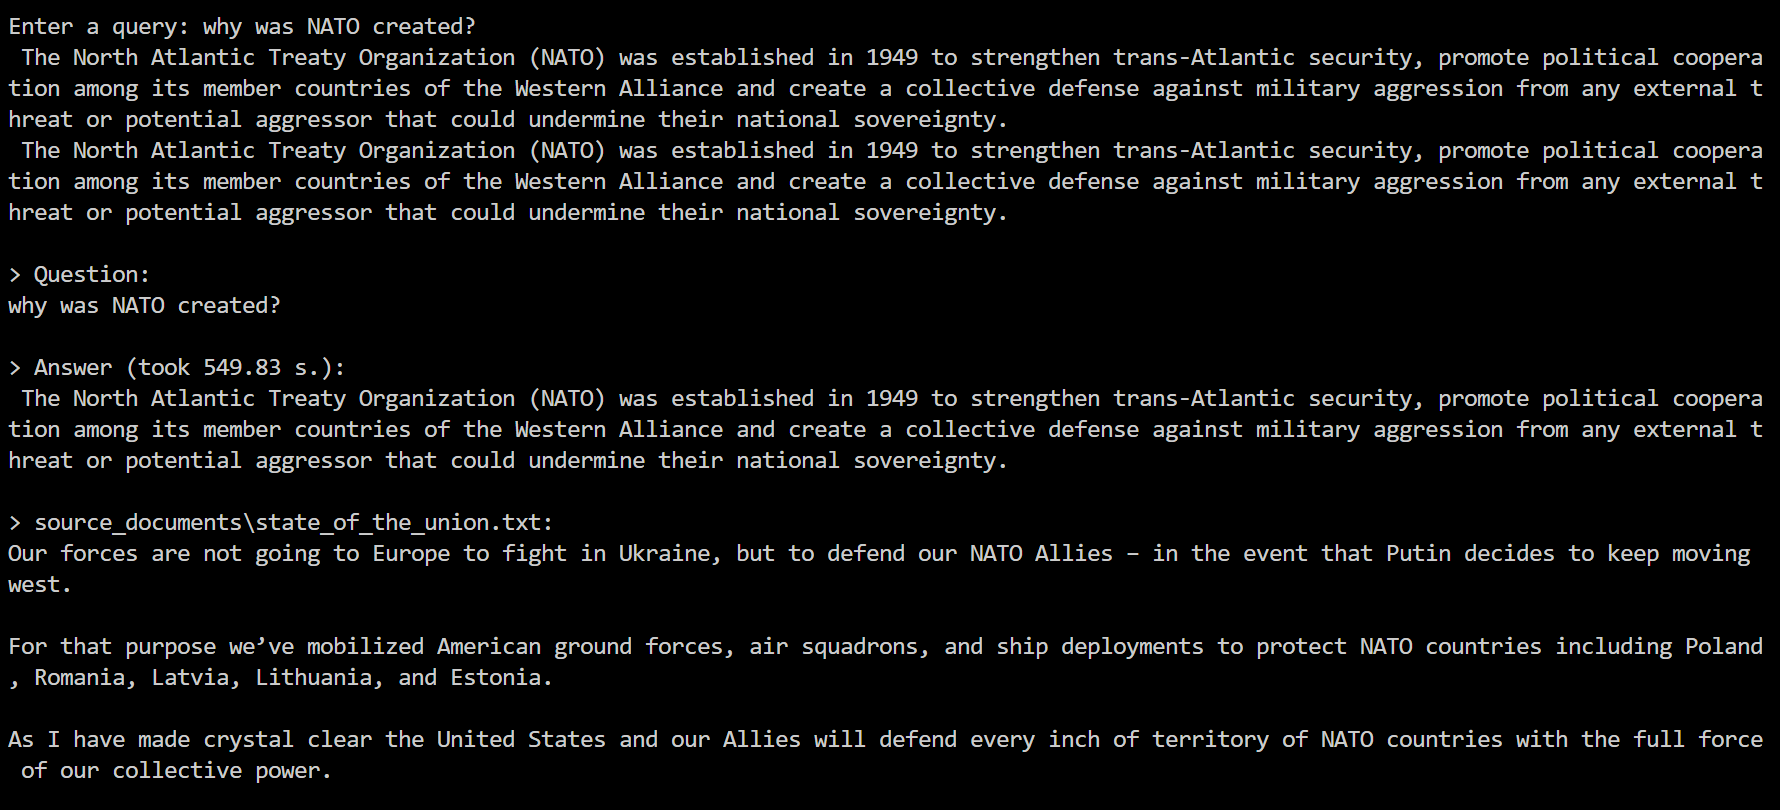 Enter a query: why was NATO created?
 The North Atlantic Treaty Organization (NATO) was established in 1949 to strengthen trans-Atlantic security, promote political coopera
tion among its member countries of the Western Alliance and create a collective defense against military aggression from any external t
hreat or potential aggressor that could undermine their national sovereignty.
 The North Atlantic Treaty Organization (NATO) was established in 1949 to strengthen trans-Atlantic security, promote political coopera
tion among its member countries of the Western Alliance and create a collective defense against military aggression from any external t
hreat or potential aggressor that could undermine their national sovereignty.

> Question:
why was NATO created?

> Answer (took 549.83 s.):
 The North Atlantic Treaty Organization (NATO) was established in 1949 to strengthen trans-Atlantic security, promote political coopera
tion among its member countries of the Western Alliance and create a collective defense against military aggression from any external t
hreat or potential aggressor that could undermine their national sovereignty.

> source_documents\state_of_the_union.txt:
Our forces are not going to Europe to fight in Ukraine, but to defend our NATO Allies – in the event that Putin decides to keep moving
west.

For that purpose we’ve mobilized American ground forces, air squadrons, and ship deployments to protect NATO countries including Poland
, Romania, Latvia, Lithuania, and Estonia.

As I have made crystal clear the United States and our Allies will defend every inch of territory of NATO countries with the full force
 of our collective power.